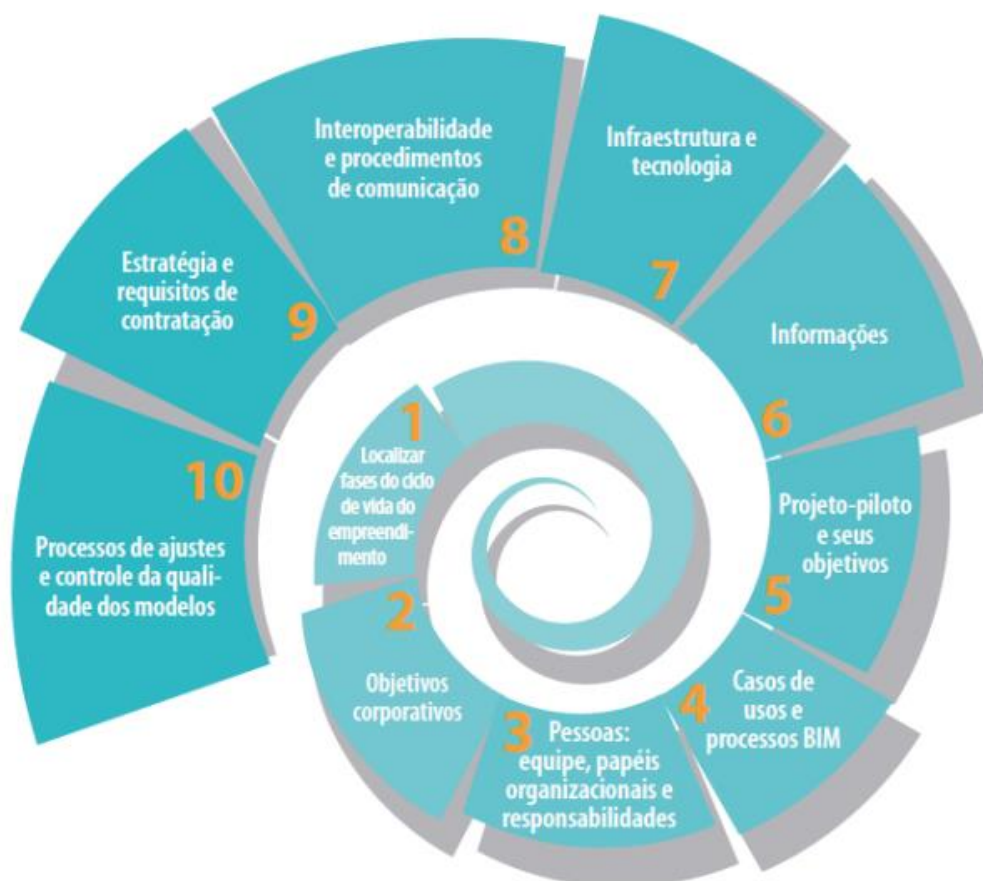 1
Localizar
fases do ciclo
de vida do
empreendi-
mento
2
Objetivos
corporativos
3
Pessoas:
equipe, papéis
organizacionais e
responsabilidades
4
Casos de
usos e
processos BIM
5
Projeto-piloto
e seus
objetivos
6
Informações
7
Infraestrutura e
tecnologia
8
Interoperabilidade
e procedimentos
de comunicação
9
Estratégia e
requisitos de
contratação
10
Processos de ajustes
e controle da quali-
dade dos modelos